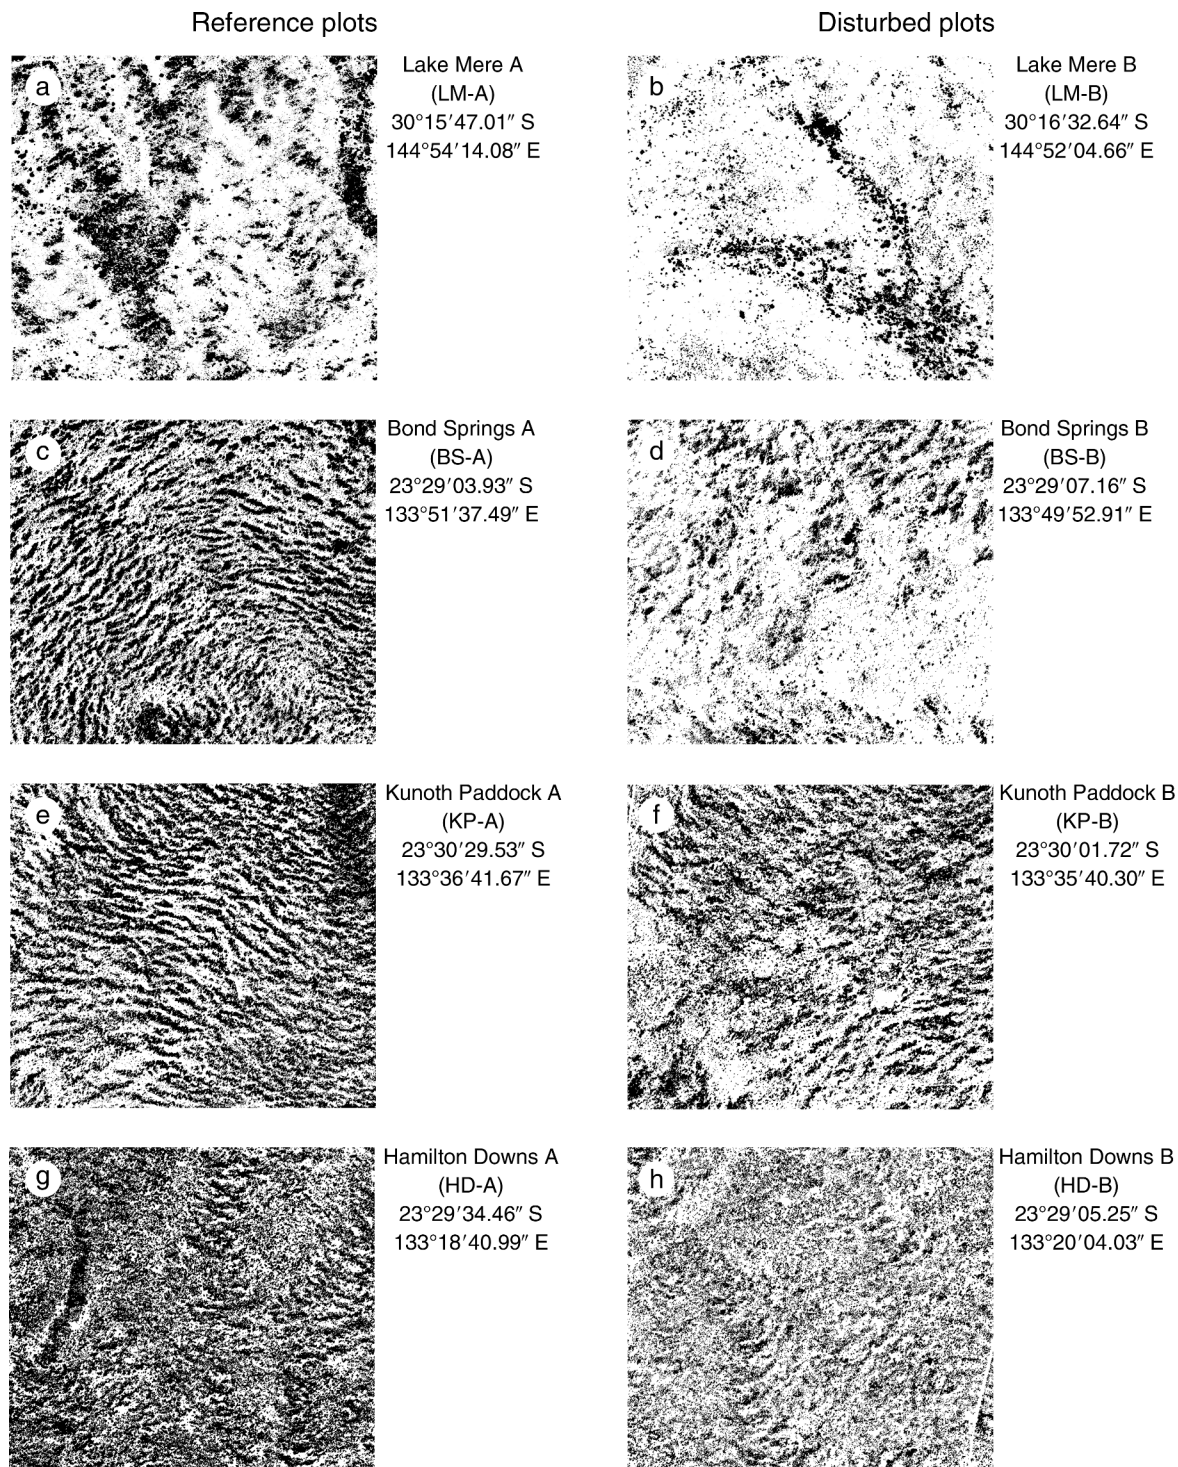 Reference plots
Disturbed plots
a
Lake Mere A
(LM-A)
30°15′47.01″ S
144°54′14.08″ E
b
Lake Mere B
(LM-B)
30°16′32.64″ S
144°52′04.66″ E
c
Bond Springs A
(BS-A)
23°29′03.93″ S
133°51′37.49″ E
d
Bond Springs B
(BS-B)
23°29′07.16″ S
133°49′52.91″ E
e
Kunoth Paddock A
(KP-A)
23°30′29.53″ S
133°36′41.67″ E
f
Kunoth Paddock B
(KP-B)
23°30′01.72″ S
133°35′40.30″ E
g
Hamilton Downs A
(HD-A)
23°29′34.46″ S
133°18′40.99″ E
h
Hamilton Downs B
(HD-B)
23°29′05.25″ S
133°20′04.03″ E